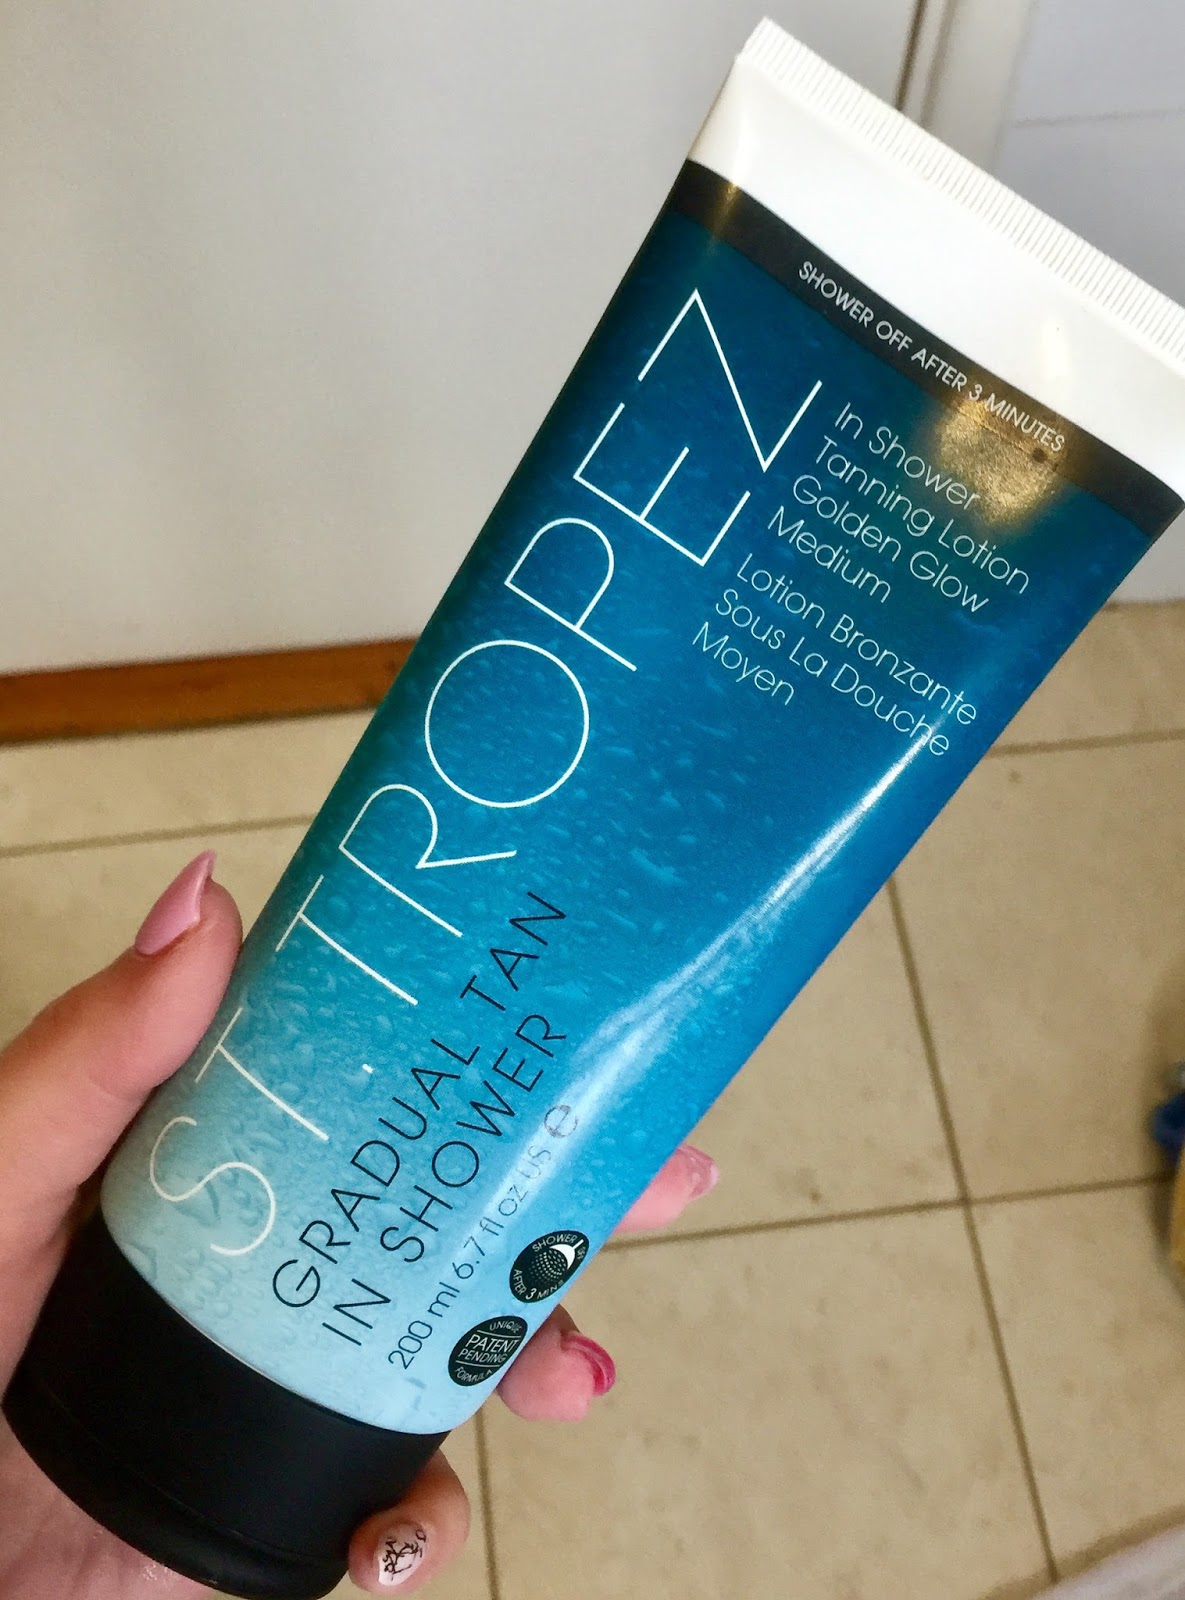 SHOWER OFF AFTER 3 MINUTES
In Shower
Tanning Lotion
Golden Glow
Medium
Lotion Bronzante
Sous La Douche
Moyen
ST. TROPEZ
GRADUAL TAN
IN SHOWER
200 ml 6.7 fl oz US ℮
SHOWER OFF
AFTER 3 MINS
UNIQUE
PATENT
PENDING
FORMULA